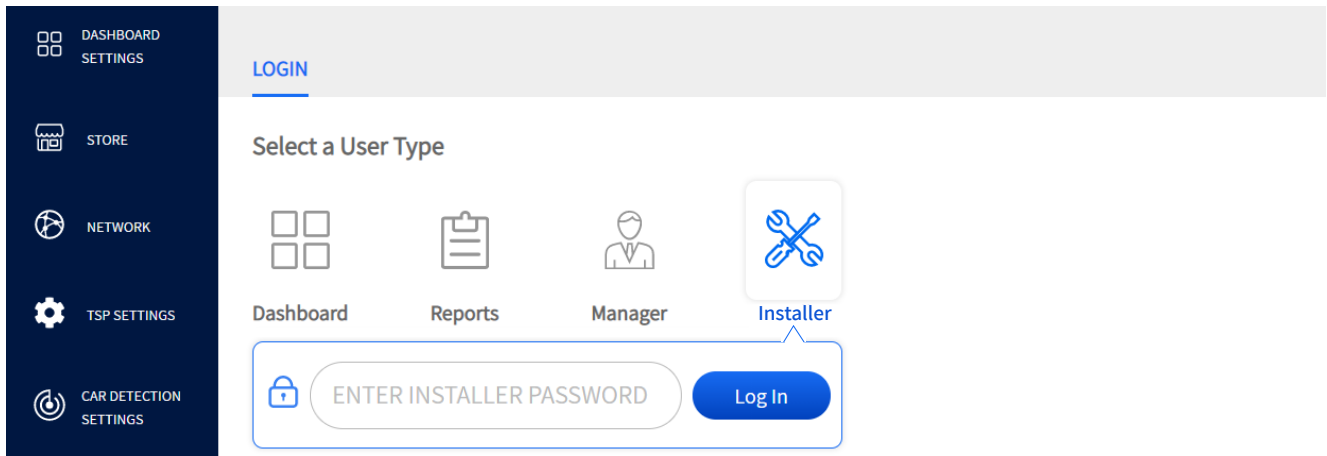 DASHBOARD
SETTINGS
STORE
NETWORK
TSP SETTINGS
CAR DETECTION
SETTINGS
LOGIN
Select a User Type
Dashboard
Reports
Manager
Installer
ENTER INSTALLER PASSWORD
Log In